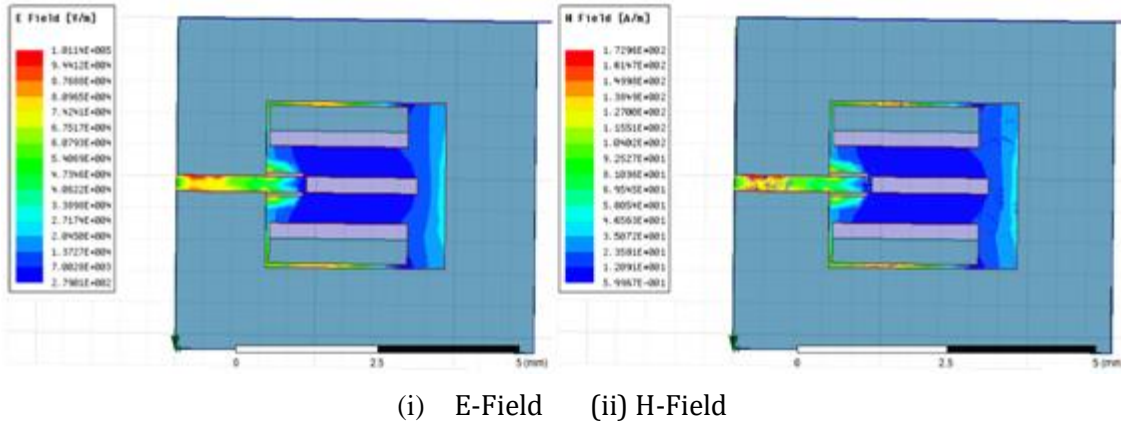 E Field [V/m]
1.0114E+005
9.4412E+004
8.7688E+004
8.0965E+004
7.4241E+004
6.7517E+004
6.0793E+004
5.4069E+004
4.7346E+004
4.0622E+004
3.3898E+004
2.7174E+004
2.0450E+004
1.3727E+004
7.0028E+003
2.7901E+002
0
2.5
5 (mm)
H Field [A/m]
1.7296E+002
1.6147E+002
1.4998E+002
1.3849E+002
1.2700E+002
1.1551E+002
1.0402E+002
9.2527E+001
8.1036E+001
6.9545E+001
5.8054E+001
4.6563E+001
3.5072E+001
2.3581E+001
1.2091E+001
5.9967E-001
0
2.5
5 (mm)
(i) E-Field (ii) H-Field